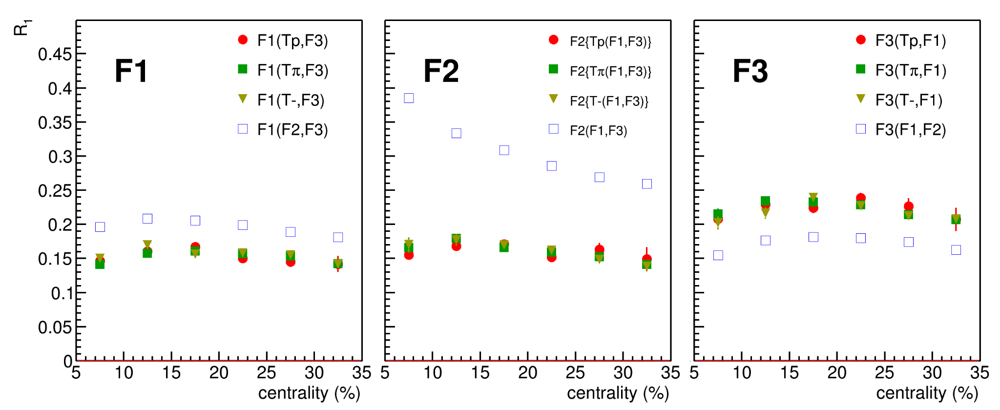 R₁
0.45
0.4
0.35
0.3
0.25
0.2
0.15
0.1
0.05
0
F1
F1(Tp,F3)
F1(Tπ,F3)
F1(T-,F3)
F1(F2,F3)
5 10 15 20 25 30 35
centrality (%)
F2
F2{Tp(F1,F3)}
F2{Tπ(F1,F3)}
F2{T-(F1,F3)}
F2(F1,F3)
5 10 15 20 25 30 35
centrality (%)
F3
F3(Tp,F1)
F3(Tπ,F1)
F3(T-,F1)
F3(F1,F2)
5 10 15 20 25 30 35
centrality (%)